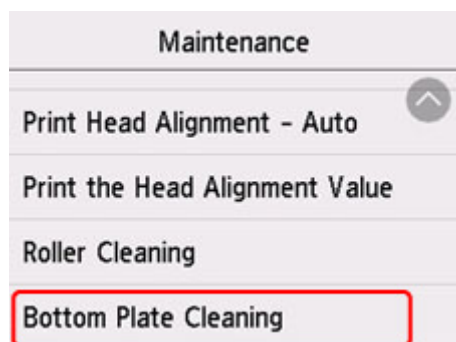 Maintenance
Print Head Alignment - Auto
Print the Head Alignment Value
Roller Cleaning
Bottom Plate Cleaning